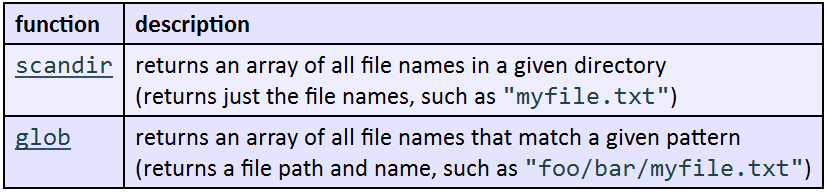 function description
scandir returns an array of all file names in a given directory
(returns just the file names, such as "myfile.txt")
glob returns an array of all file names that match a given pattern
(returns a file path and name, such as "foo/bar/myfile.txt")